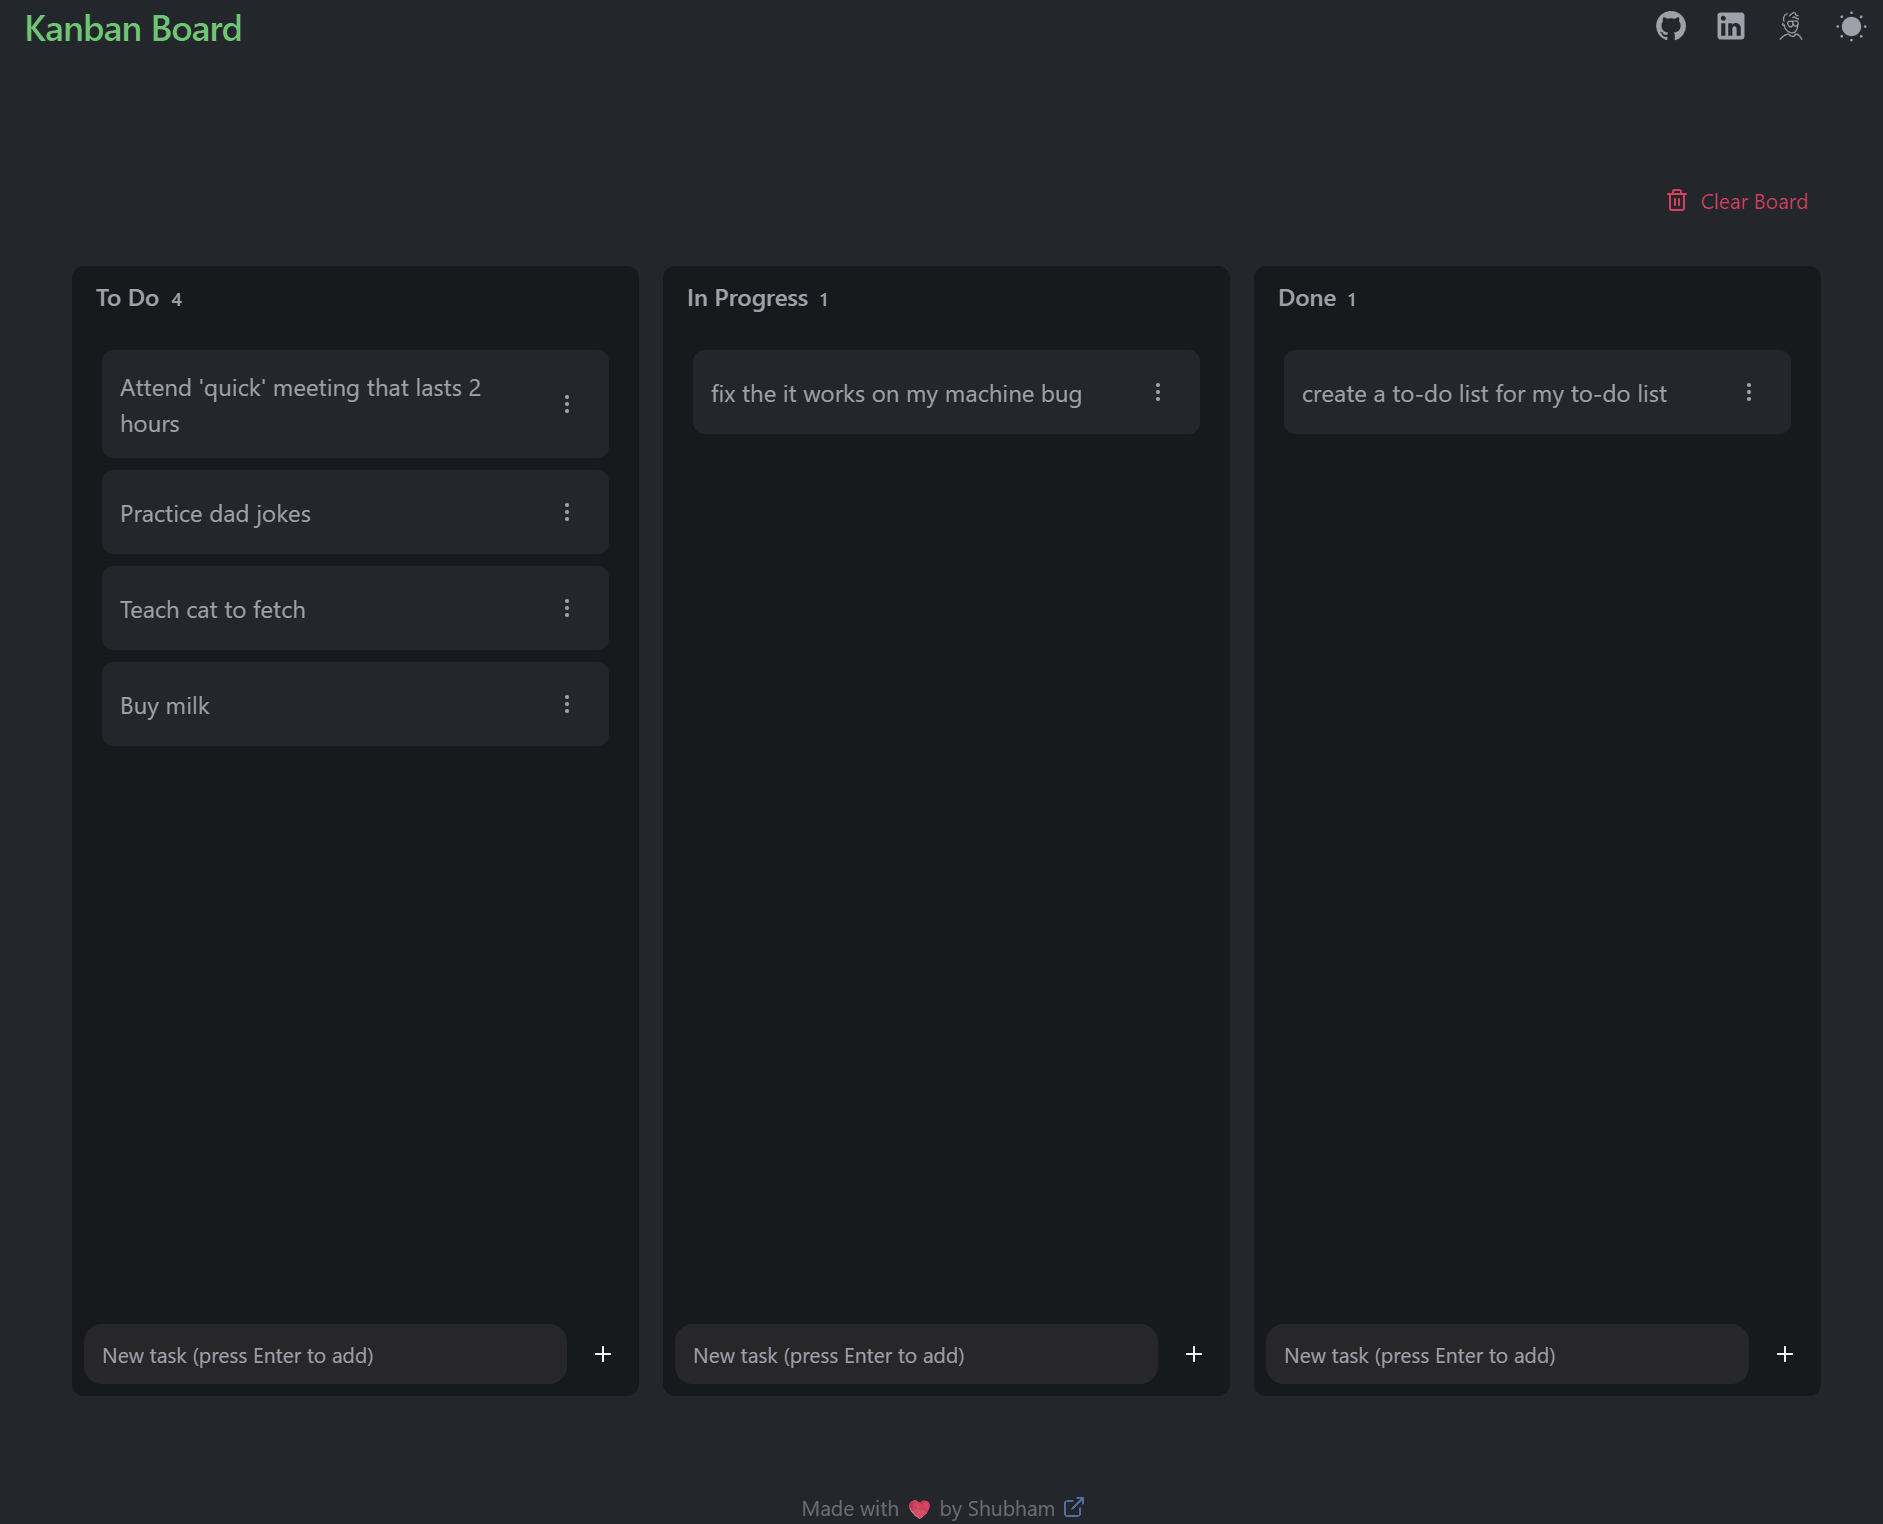 Kanban Board
Clear Board
To Do 4
Attend 'quick' meeting that lasts 2
hours
Practice dad jokes
Teach cat to fetch
Buy milk
New task (press Enter to add)
In Progress 1
fix the it works on my machine bug
New task (press Enter to add)
Done 1
create a to-do list for my to-do list
New task (press Enter to add)
Made with ❤️ by Shubham